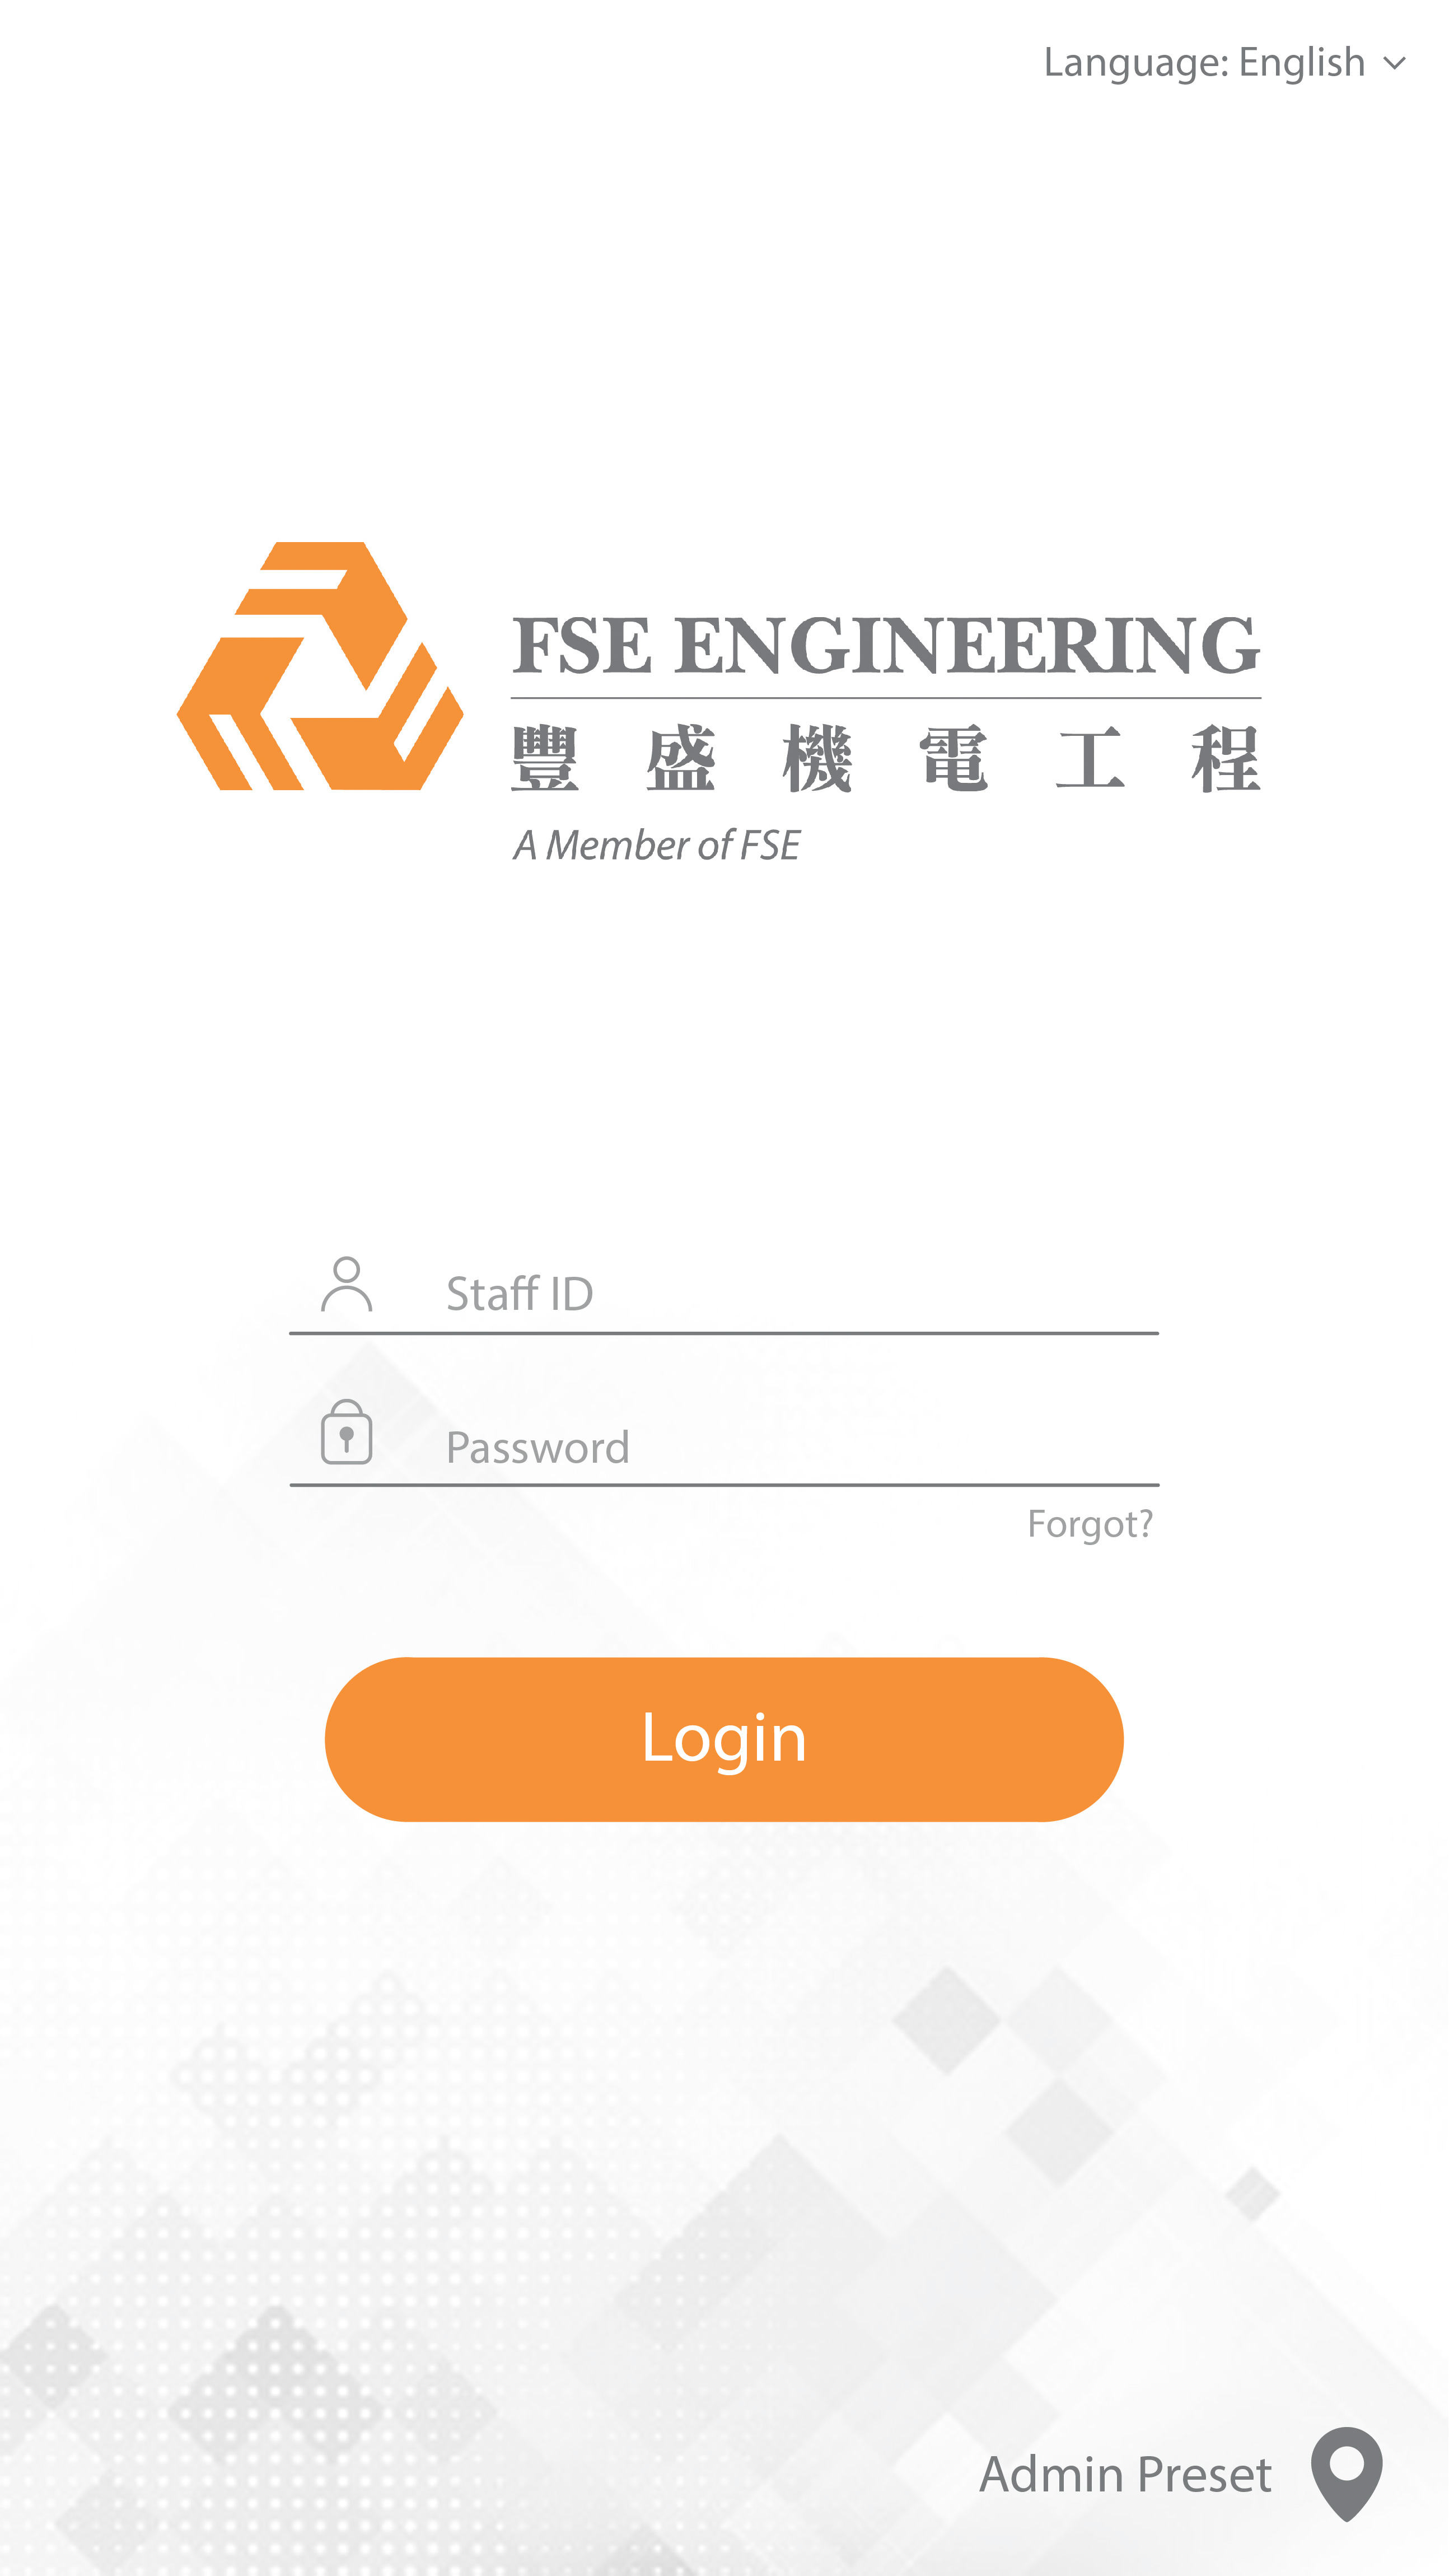 Language: English
FSE ENGINEERING
豐盛機電工程
A Member of FSE
Staff ID
Password
Forgot?
Login
Admin Preset